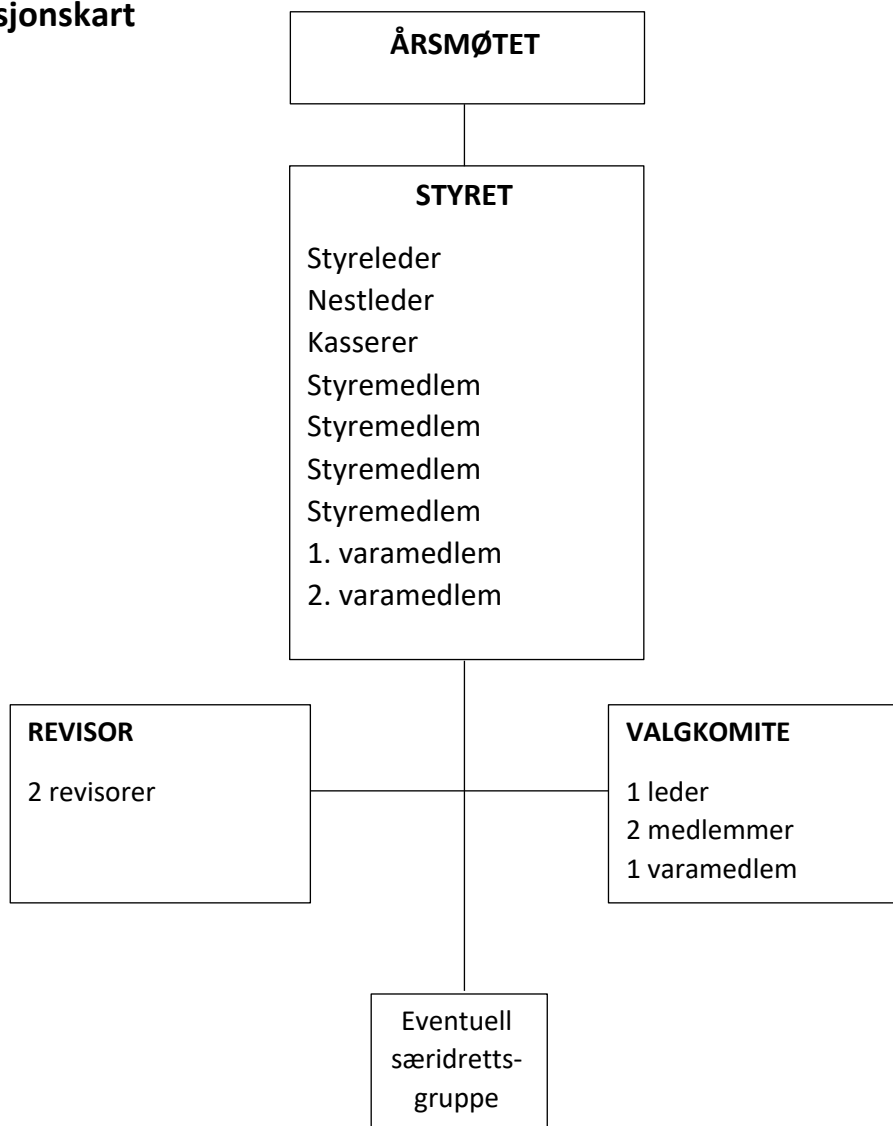 sjonskart
ÅRSMØTET
STYRET
Styreleder
Nestleder
Kasserer
Styremedlem
Styremedlem
Styremedlem
Styremedlem
1. varamedlem
2. varamedlem
REVISOR
2 revisorer
VALGKOMITE
1 leder
2 medlemmer
1 varamedlem
Eventuell
særidretts-
gruppe